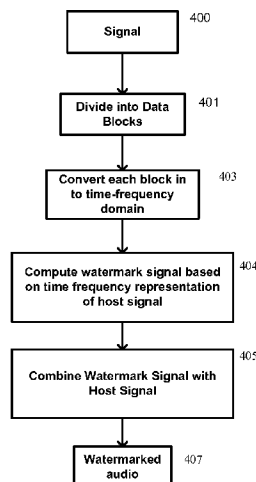 400
Signal
401
Divide into Data
Blocks
403
Convert each block in
to time-frequency
domain
404
Compute watermark signal based
on time frequency representation
of host signal
405
Combine Watermark Signal with
Host Signal
Watermarked
audio
407